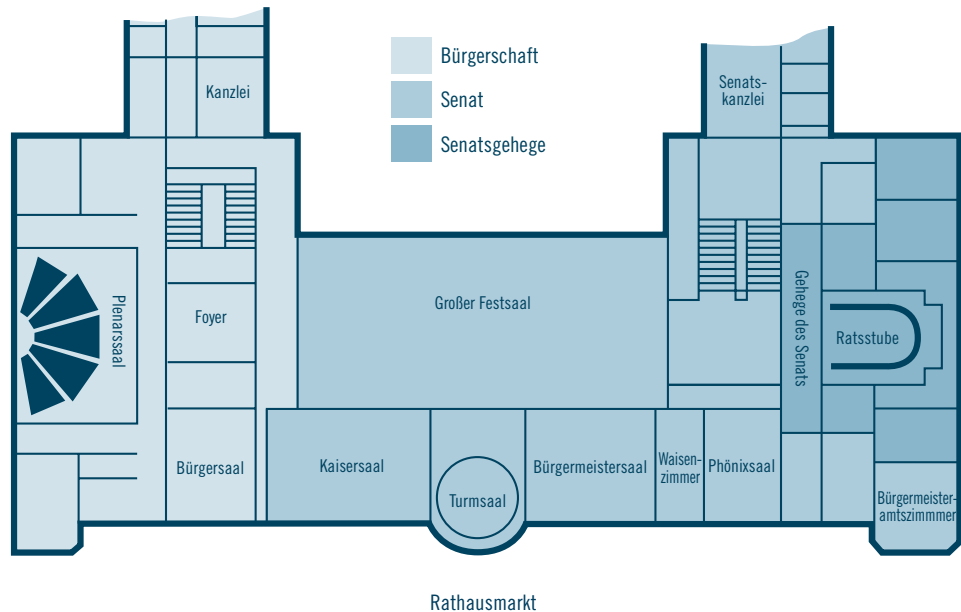 Kanzlei
Bürgerschaft
Senat
Senatsgehege
Senats-
kanzlei
Plenarssaal
Foyer
Großer Festsaal
Gehege des Senats
Ratsstube
Bürgersaal
Kaisersaal
Turmsaal
Bürgermeistersaal
Waisen-
zimmer
Phönixsaal
Bürgermeister-
amtszimmmer
Rathausmarkt